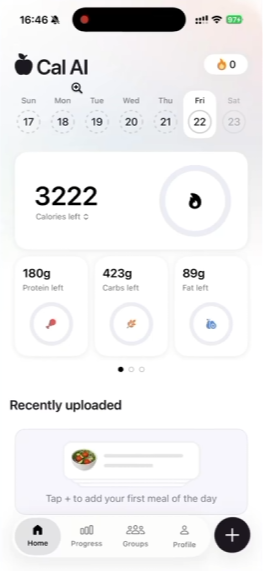 16:46
97+
Cal AI
0
Sun Mon Tue Wed Thu Fri Sat
17 18 19 20 21 22 23
3222
Calories left
180g 423g 89g
Protein left Carbs left Fat left
Recently uploaded
Tap + to add your first meal of the day
Home Progress Groups Profile